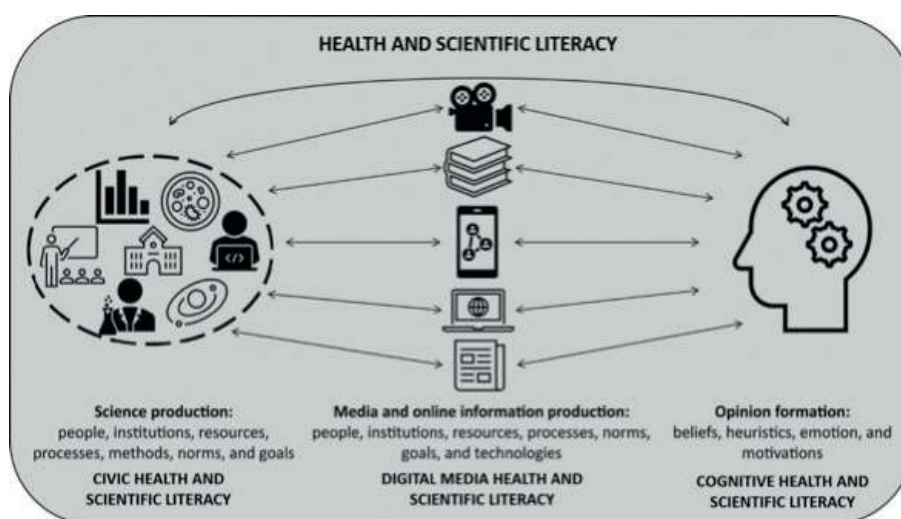 HEALTH AND SCIENTIFIC LITERACY
</>
Science production:
people, institutions, resources,
processes, methods, norms, and goals
CIVIC HEALTH AND
SCIENTIFIC LITERACY
Media and online information production:
people, institutions, resources, processes, norms,
goals, and technologies
DIGITAL MEDIA HEALTH AND
SCIENTIFIC LITERACY
Opinion formation:
beliefs, heuristics, emotion, and
motivations
COGNITIVE HEALTH AND
SCIENTIFIC LITERACY